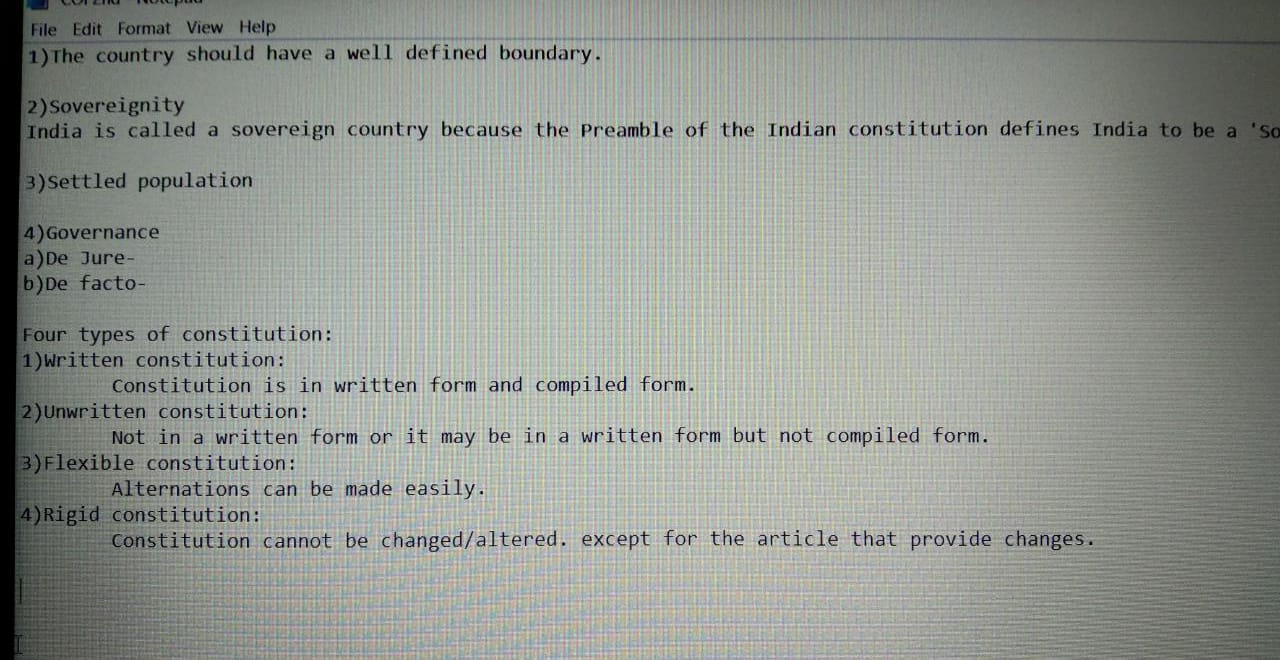 File Edit Format View Help
1)The country should have a well defined boundary.
2)Sovereignity
India is called a sovereign country because the Preamble of the Indian constitution defines India to be a 'So
3)Settled population
4)Governance
a)De Jure-
b)De facto-
Four types of constitution:
1)Written constitution:
Constitution is in written form and compiled form.
2)Unwritten constitution:
Not in a written form or it may be in a written form but not compiled form.
3)Flexible constitution:
Alternations can be made easily.
4)Rigid constitution:
Constitution cannot be changed/altered. except for the article that provide changes.